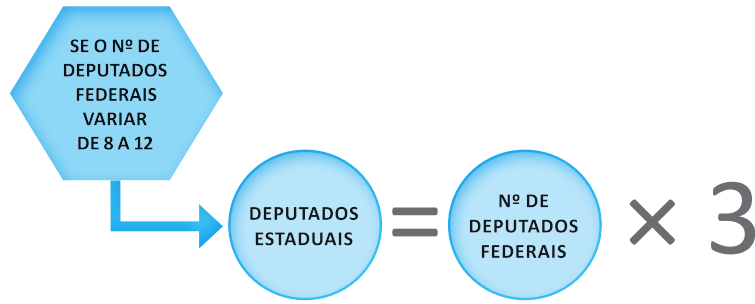 SE O Nº DE
DEPUTADOS
FEDERAIS
VARIAR
DE 8 A 12
DEPUTADOS
ESTADUAIS
=
Nº DE
DEPUTADOS
FEDERAIS
× 3